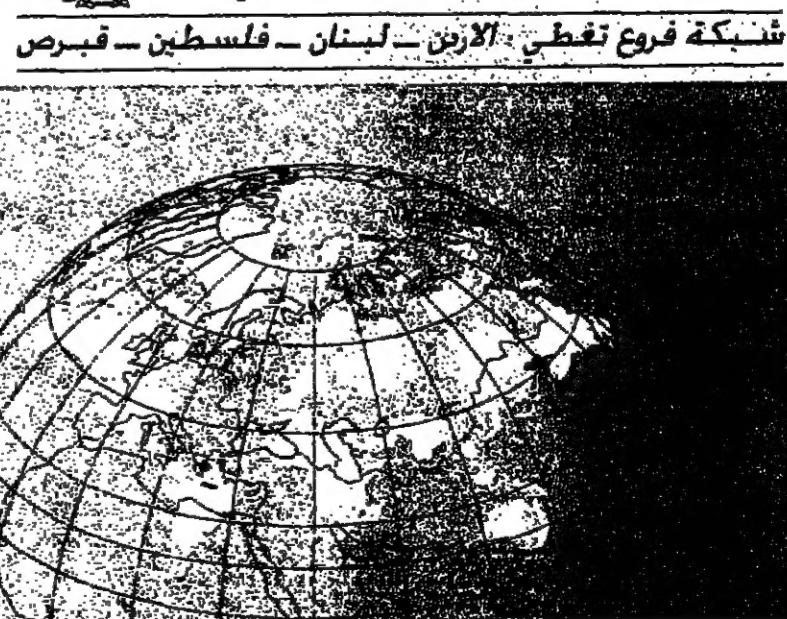 شبكة فروع تغطي : الاردن – لبنان – فلسطين – قبرص